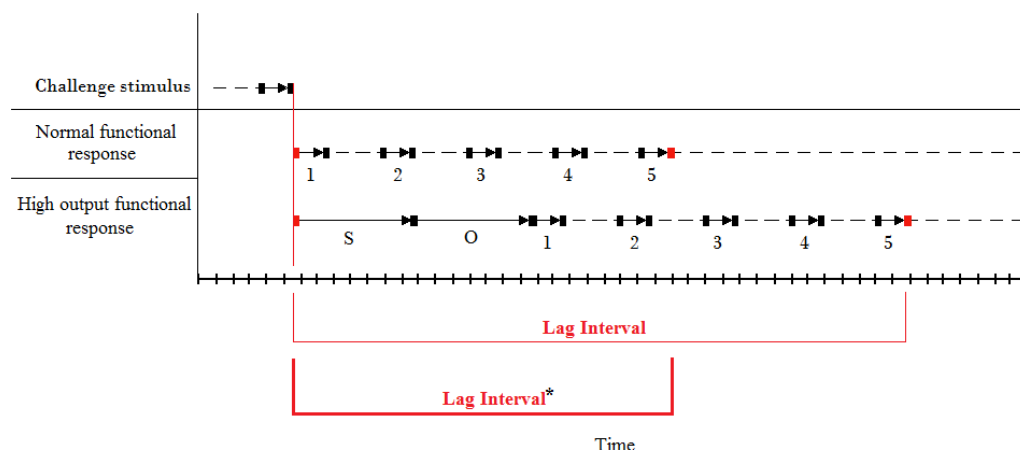 Challenge stimulus
Normal functional
response
1 2 3 4 5
High output functional
response
S O 1 2 3 4 5
Lag Interval
Lag Interval*
Time